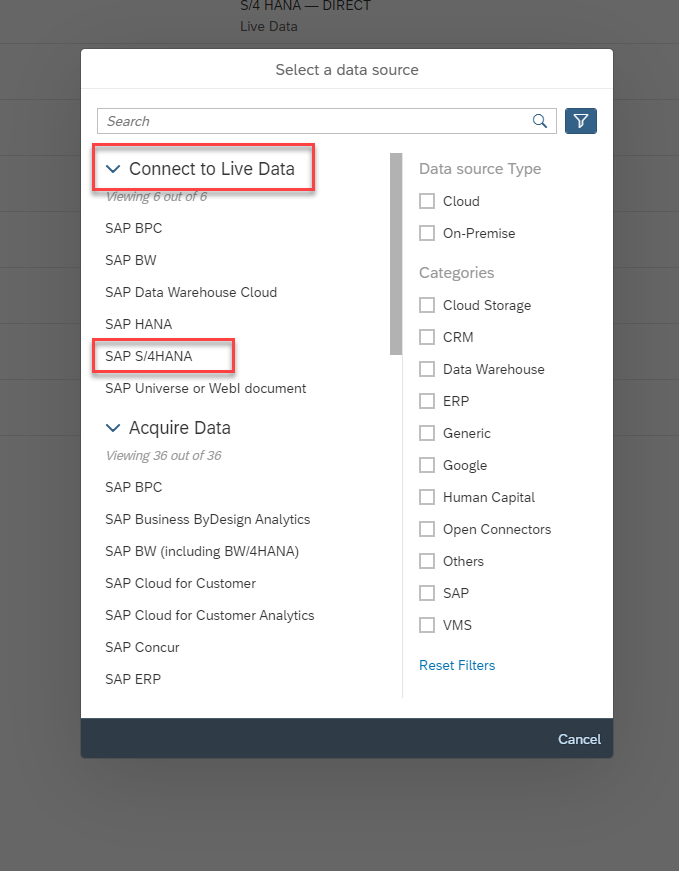 S/4 HANA — DIRECT
Live Data
Select a data source
Search
Connect to Live Data
Viewing 6 out of 6
SAP BPC
SAP BW
SAP Data Warehouse Cloud
SAP HANA
SAP S/4HANA
SAP Universe or WebI document
Acquire Data
Viewing 36 out of 36
SAP BPC
SAP Business ByDesign Analytics
SAP BW (including BW/4HANA)
SAP Cloud for Customer
SAP Cloud for Customer Analytics
SAP Concur
SAP ERP
Data source Type
Cloud
On-Premise
Categories
Cloud Storage
CRM
Data Warehouse
ERP
Generic
Google
Human Capital
Open Connectors
Others
SAP
VMS
Reset Filters
Cancel